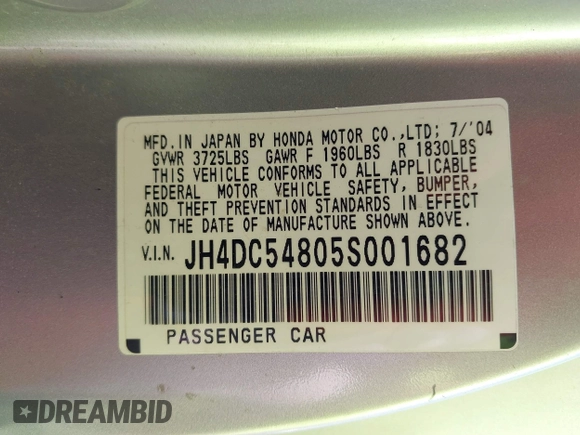 MFD.IN JAPAN BY HONDA MOTOR CO.,LTD; 7/'04
GVWR 3725LBS GAWR F 1960LBS R 1830LBS
THIS VEHICLE CONFORMS TO ALL APPLICABLE
FEDERAL MOTOR VEHICLE SAFETY, BUMPER,
AND THEFT PREVENTION STANDARDS IN EFFECT
ON THE DATE OF MANUFACTURE SHOWN ABOVE.
V.I.N. JH4DC54805S001682
PASSENGER CAR
DREAMBID